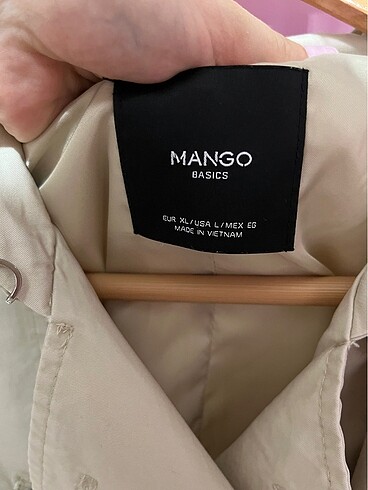 MANGO
BASICS
EUR XL/USA L/MEX EG
MADE IN VIETNAM